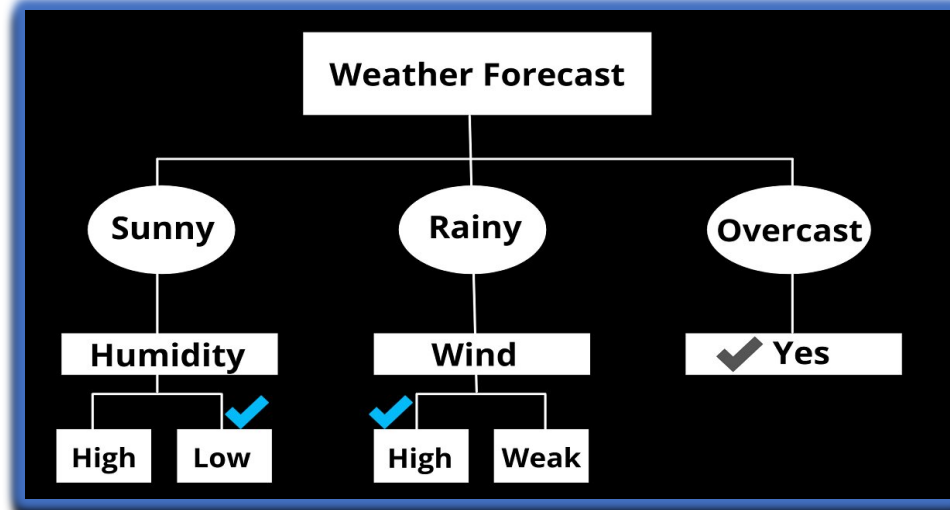 Weather Forecast
Sunny
Rainy
Overcast
Humidity
Wind
Yes
High
Low
High
Weak